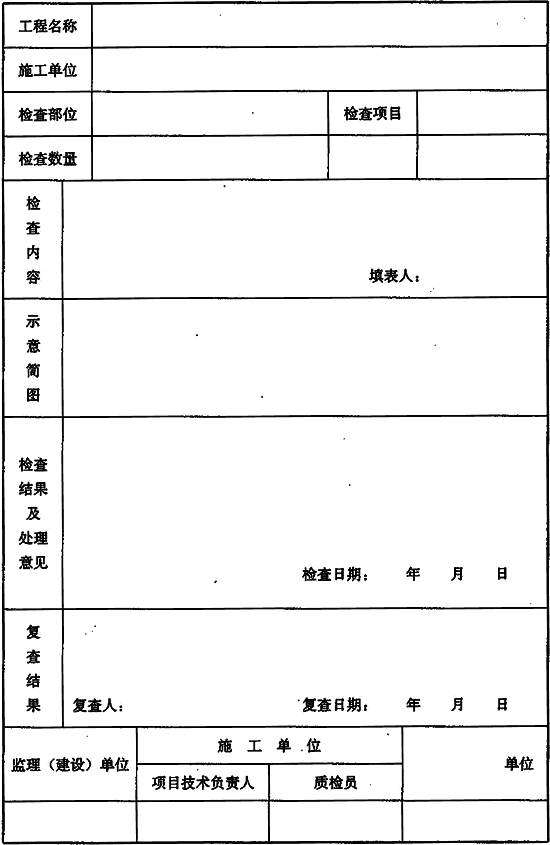 工程名称
施工单位
检查部位 检查项目
检查数量
检
查
内
容
填表人：
示
意
简
图
检查
结果
及
处理
意见
检查日期： 年 月 日
复
查
结
果
复查人： 复查日期： 年 月 日
监理（建设）单位 施 工 单 位 单位
项目技术负责人 质检员